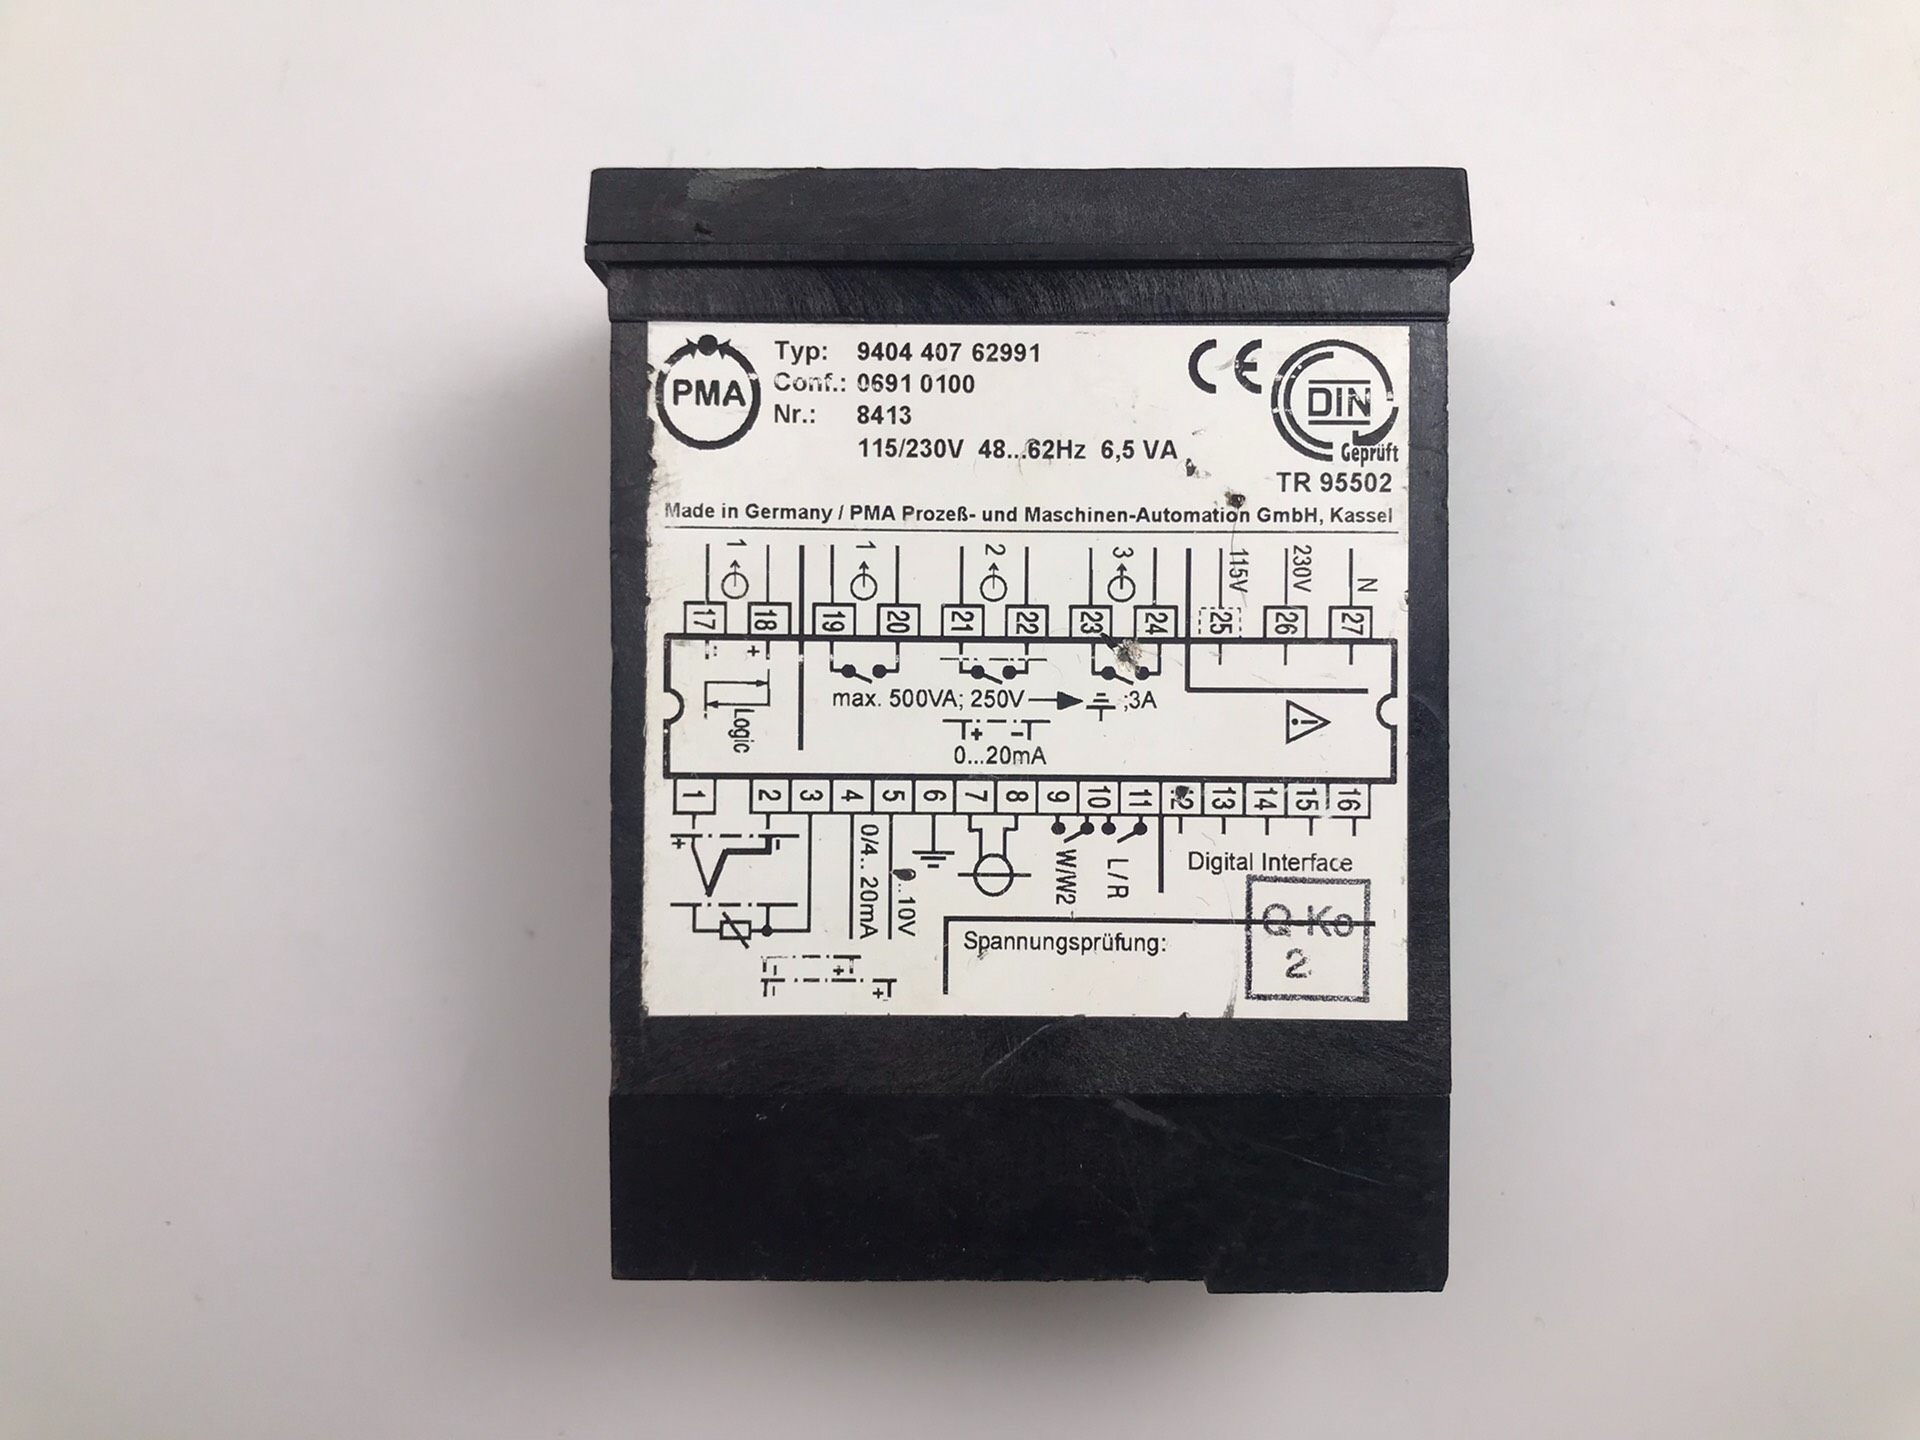 PMA
Typ: 9404 407 62991
Conf.: 0691 0100
Nr.: 8413
115/230V 48...62Hz 6,5 VA
CE
DIN
Geprüft
TR 95502
Made in Germany / PMA Prozeß- und Maschinen-Automation GmbH, Kassel
1 1 2 3 115V 230V N
17 18 19 20 21 22 23 24 25 26 27
- +
Logic
max. 500VA; 250V ;3A
+ -
0...20mA
1 2 3 4 5 6 7 8 9 10 11 12 13 14 15 16
+ -
0/4..20mA
..10V
W/W2
L/R
Digital Interface
Spannungsprüfung:
Q-Ko
2
- +
- +